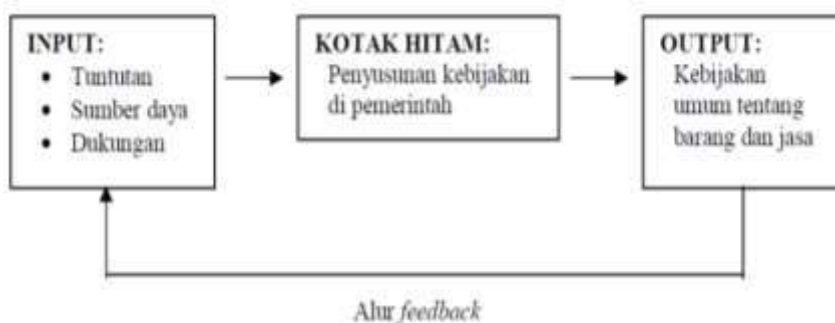 INPUT:
• Tuntutan
• Sumber daya
• Dukungan
KOTAK HITAM:
Penyusunan kebijakan
di pemerintah
OUTPUT:
Kebijakan
umum tentang
barang dan jasa
Alur feedback